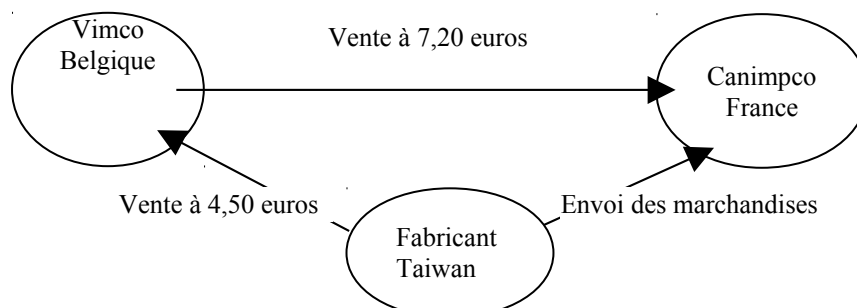 Vimco
Belgique
Vente à 7,20 euros
Canimpco
France
Vente à 4,50 euros
Envoi des marchandises
Fabricant
Taiwan